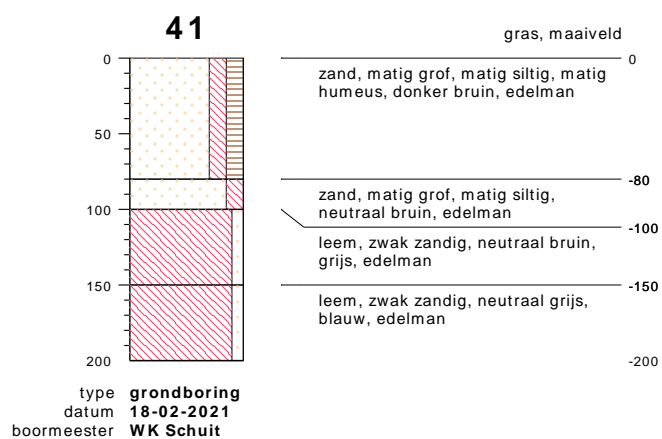 41
gras, maaiveld
0
0
zand, matig grof, matig siltig, matig
humeus, donker bruin, edelman
50
-80
zand, matig grof, matig siltig,
neutraal bruin, edelman
100
-100
leem, zwak zandig, neutraal bruin,
grijs, edelman
150
-150
leem, zwak zandig, neutraal grijs,
blauw, edelman
200
-200
type grondboring
datum 18-02-2021
boormeester WK Schuit